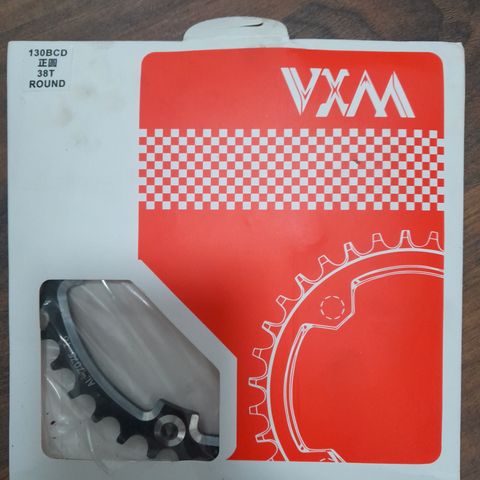 130BCD
正圆
38T
ROUND
VXM